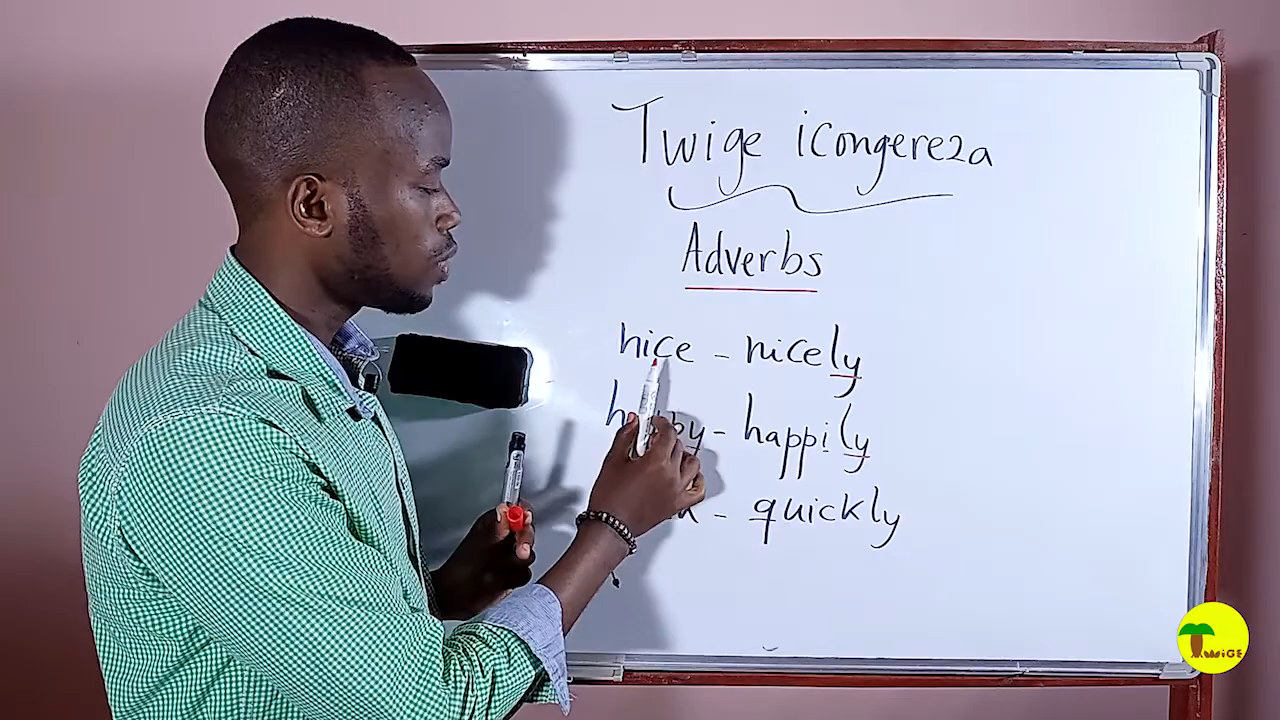 Twige icongereza
Adverbs
nice - nicely
- happily
- quickly
TWiGE